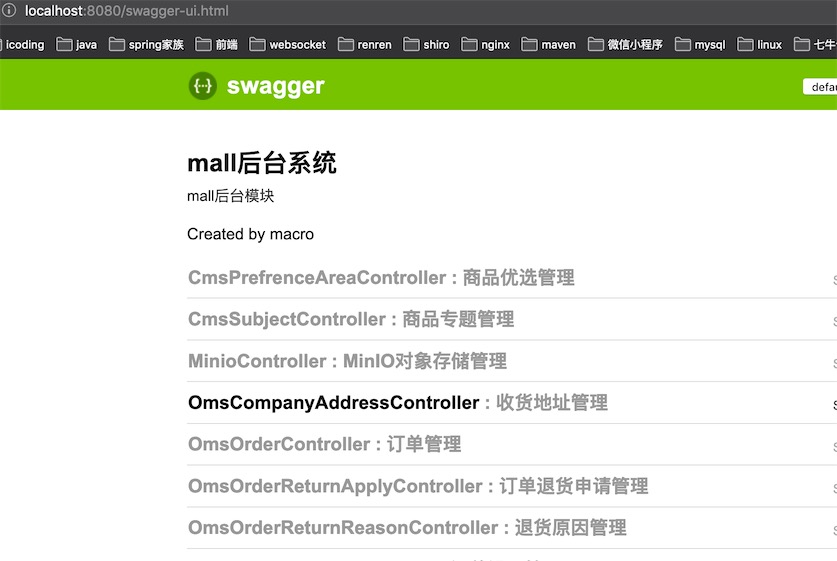 localhost:8080/swagger-ui.html
icoding java spring家族 前端 websocket renren shiro nginx maven 微信小程序 mysql linux 七牛
{···} swagger
mall后台系统
mall后台模块
Created by macro
CmsPrefrenceAreaController : 商品优选管理
CmsSubjectController : 商品专题管理
MinioController : MinIO对象存储管理
OmsCompanyAddressController : 收货地址管理
OmsOrderController : 订单管理
OmsOrderReturnApplyController : 订单退货申请管理
OmsOrderReturnReasonController : 退货原因管理